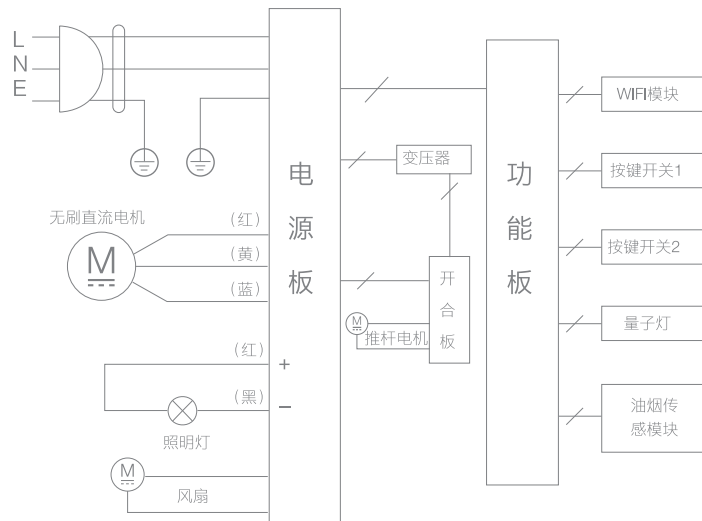 L
N
E
电源板
功能板
WIFI模块
变压器
按键开关1
无刷直流电机
(红)
M
(黄)
(蓝)
按键开关2
开合板
M
推杆电机
量子灯
(红)
+
(黑)
−
照明灯
油烟传
感模块
M
风扇